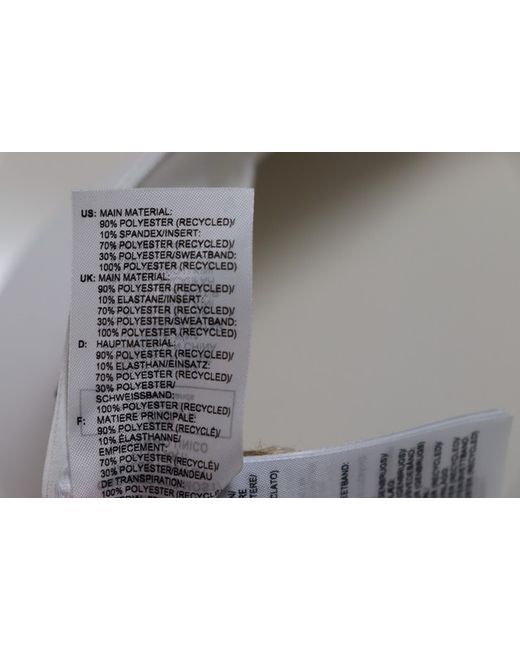 US: MAIN MATERIAL:
90% POLYESTER (RECYCLED)/
10% SPANDEX/INSERT:
70% POLYESTER (RECYCLED)/
30% POLYESTER/SWEATBAND:
100% POLYESTER (RECYCLED)
UK: MAIN MATERIAL:
90% POLYESTER (RECYCLED)/
10% ELASTANE/INSERT:
70% POLYESTER (RECYCLED)/
30% POLYESTER/SWEATBAND:
100% POLYESTER (RECYCLED)
D: HAUPTMATERIAL:
90% POLYESTER (RECYCLED)/
10% ELASTHAN/EINSATZ:
70% POLYESTER (RECYCLED)/
30% POLYESTER/
SCHWEISSBAND:
100% POLYESTER (RECYCLED)
F: MATIERE PRINCIPALE:
90% POLYESTER (RECYCLÉ)/
10% ÉLASTHANNE/
EMPIECEMENT:
70% POLYESTER (RECYCLÉ)/
30% POLYESTER/BANDEAU
DE TRANSPIRATION:
100% POLYESTER (RECYCLÉ)